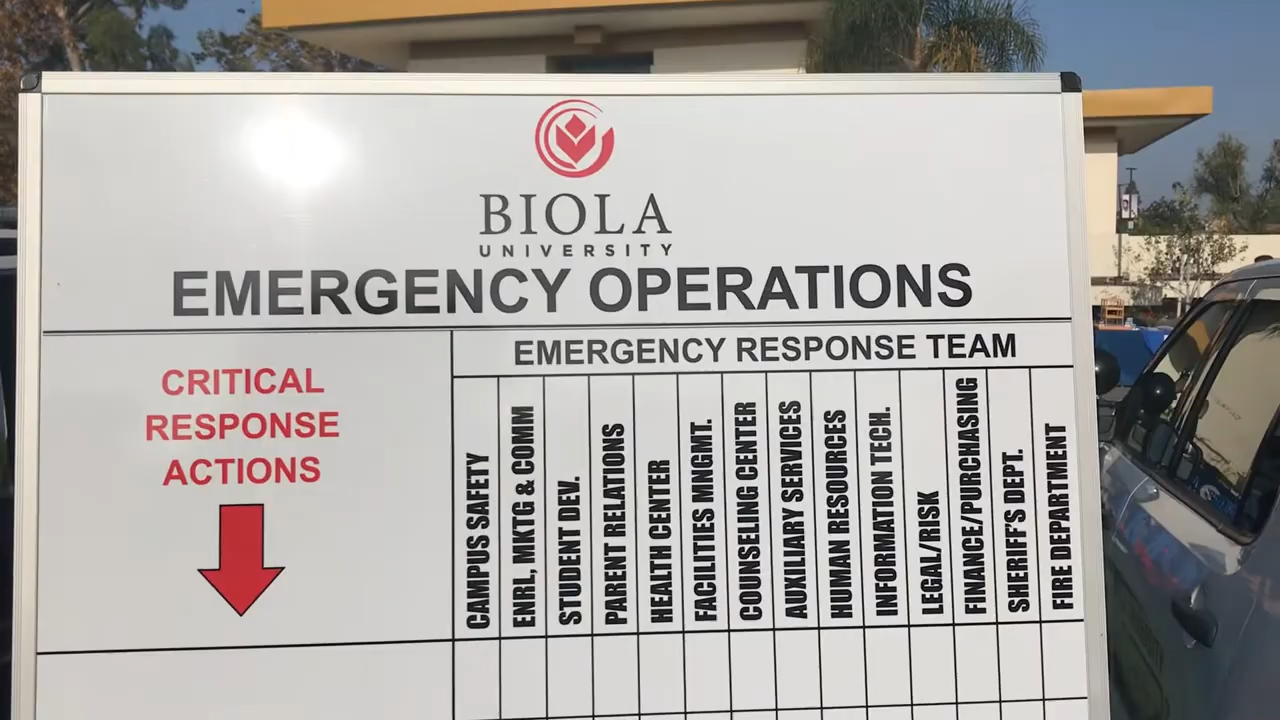 BIOLA
UNIVERSITY
EMERGENCY OPERATIONS
EMERGENCY RESPONSE TEAM
CRITICAL
RESPONSE
ACTIONS
CAMPUS SAFETY
ENRL, MKTG & COMM
STUDENT DEV.
PARENT RELATIONS
HEALTH CENTER
FACILITIES MNGMT.
COUNSELING CENTER
AUXILIARY SERVICES
HUMAN RESOURCES
INFORMATION TECH.
LEGAL/RISK
FINANCE/PURCHASING
SHERIFF'S DEPT.
FIRE DEPARTMENT